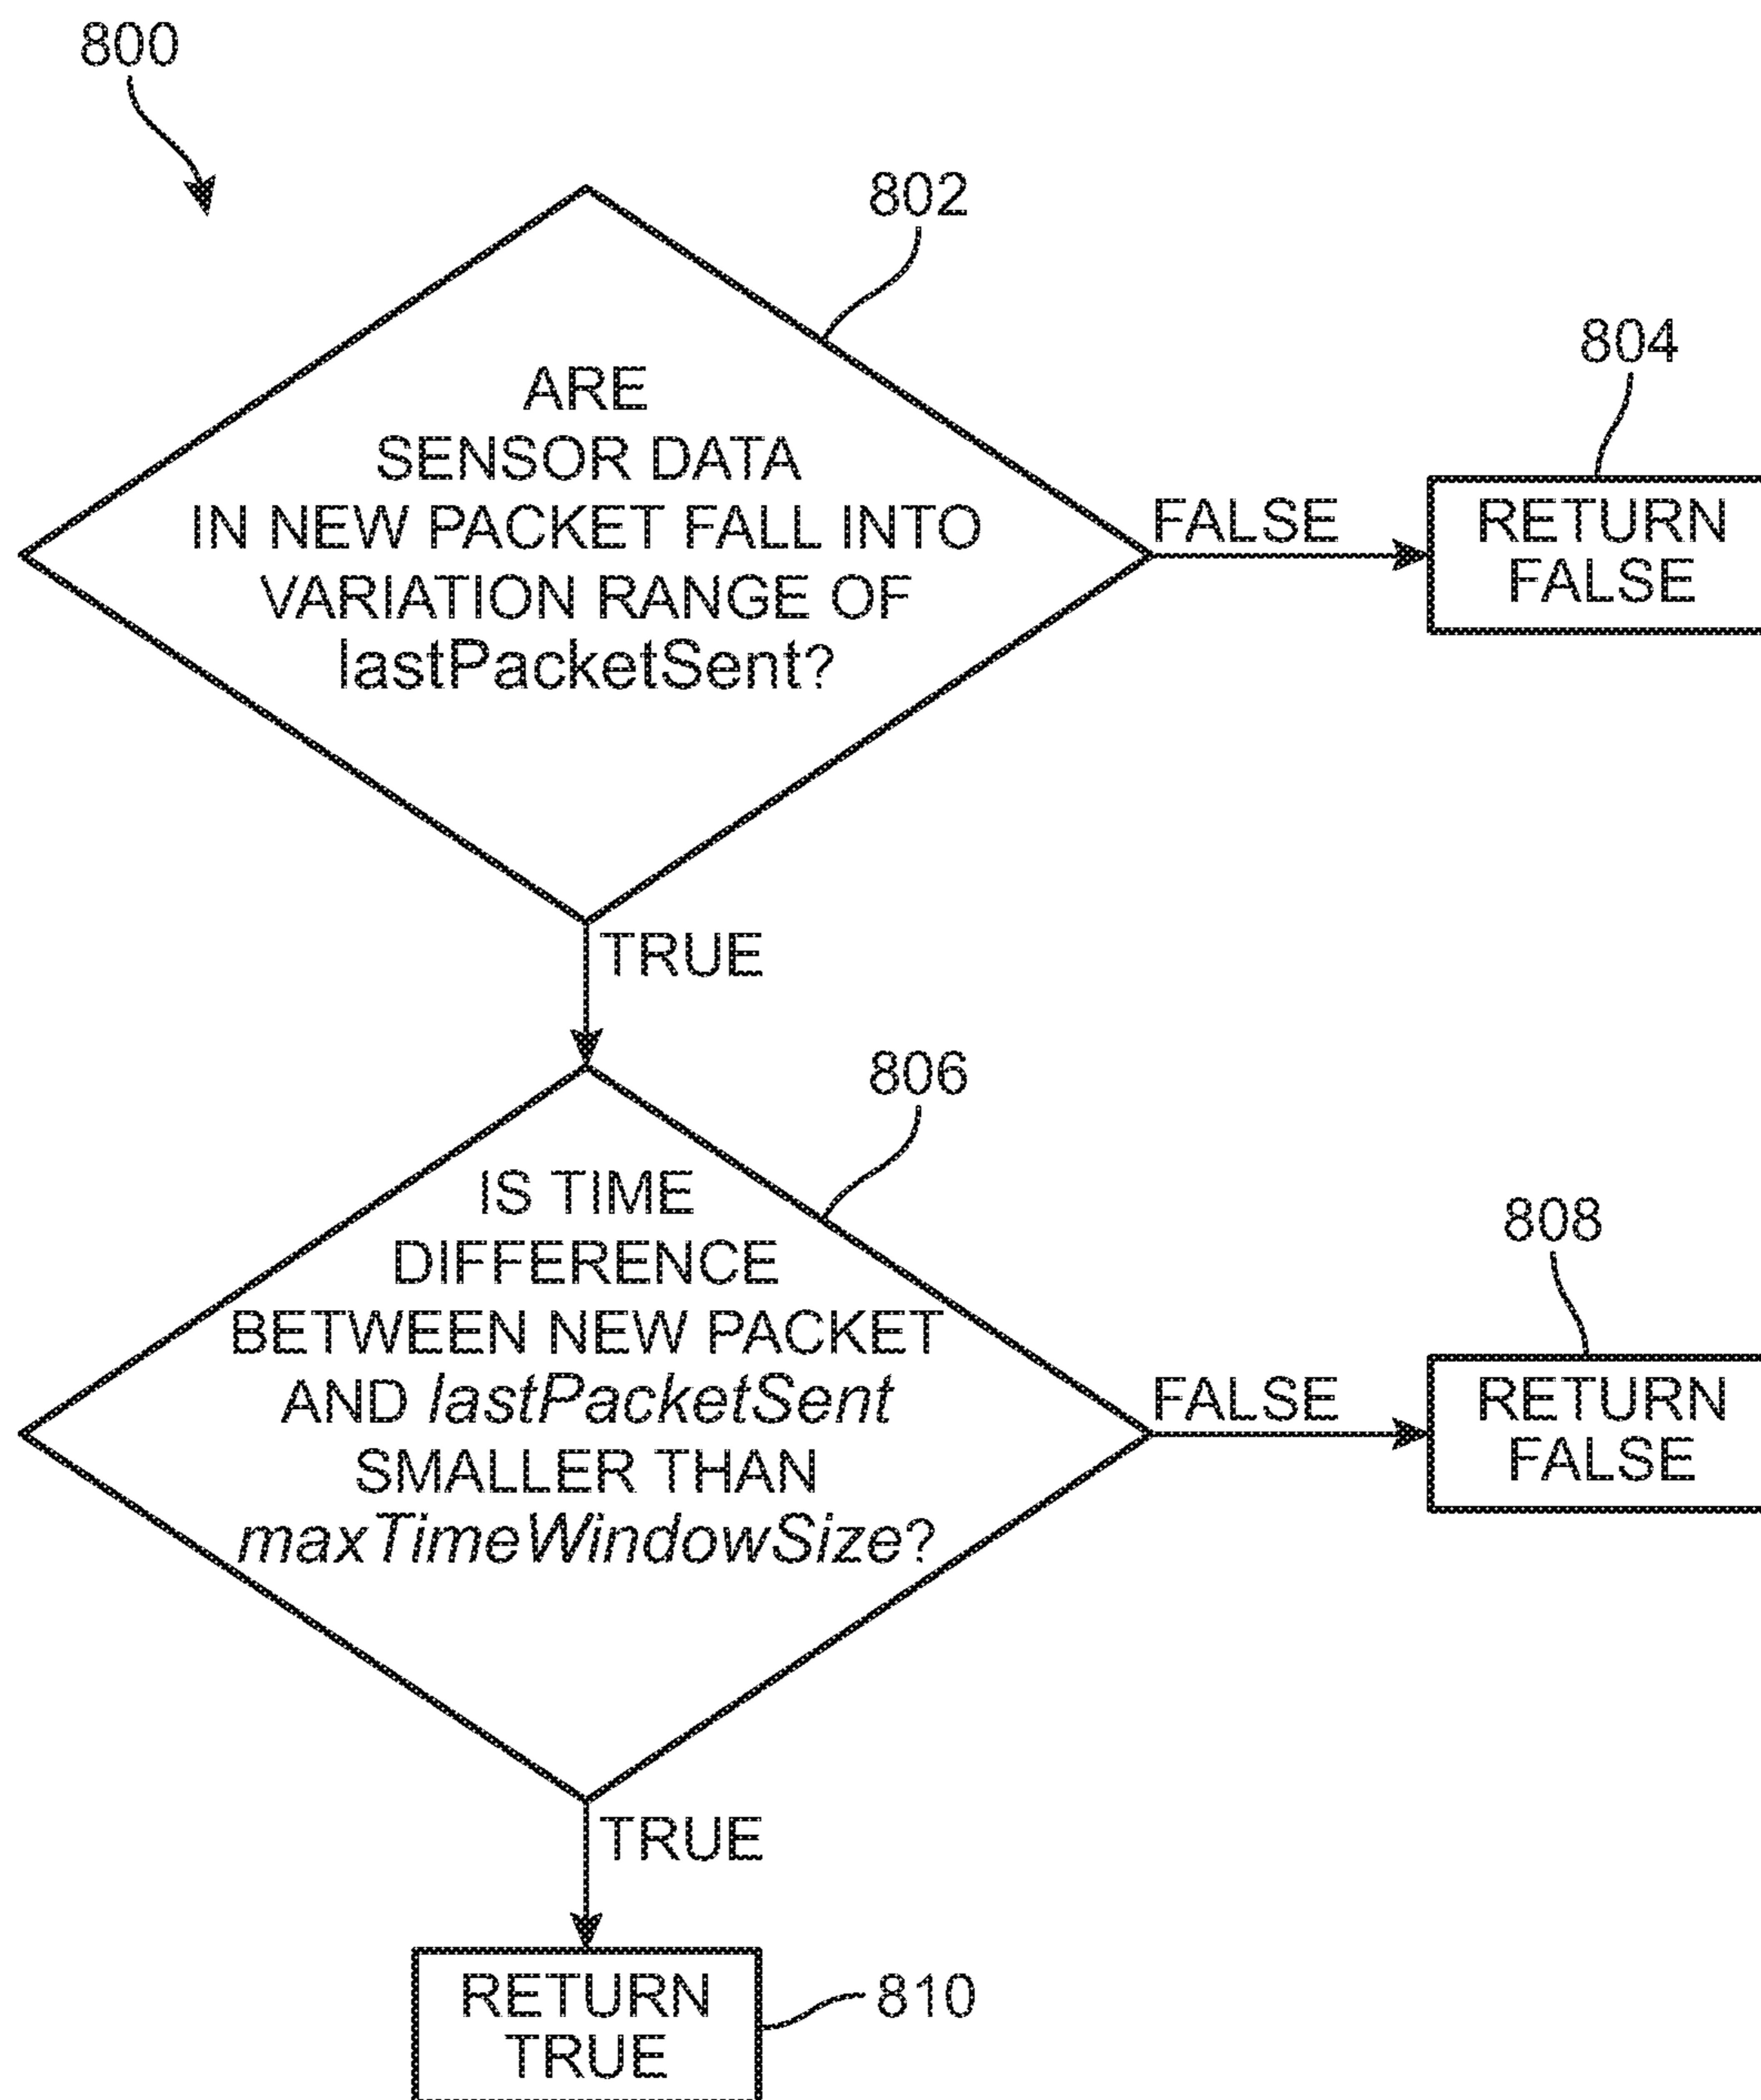 800
802
ARE
SENSOR DATA
IN NEW PACKET FALL INTO
VARIATION RANGE OF
lastPacketSent?
FALSE
804
RETURN
FALSE
TRUE
806
IS TIME
DIFFERENCE
BETWEEN NEW PACKET
AND lastPacketSent
SMALLER THAN
maxTimeWindowSize?
FALSE
808
RETURN
FALSE
TRUE
RETURN
TRUE
810